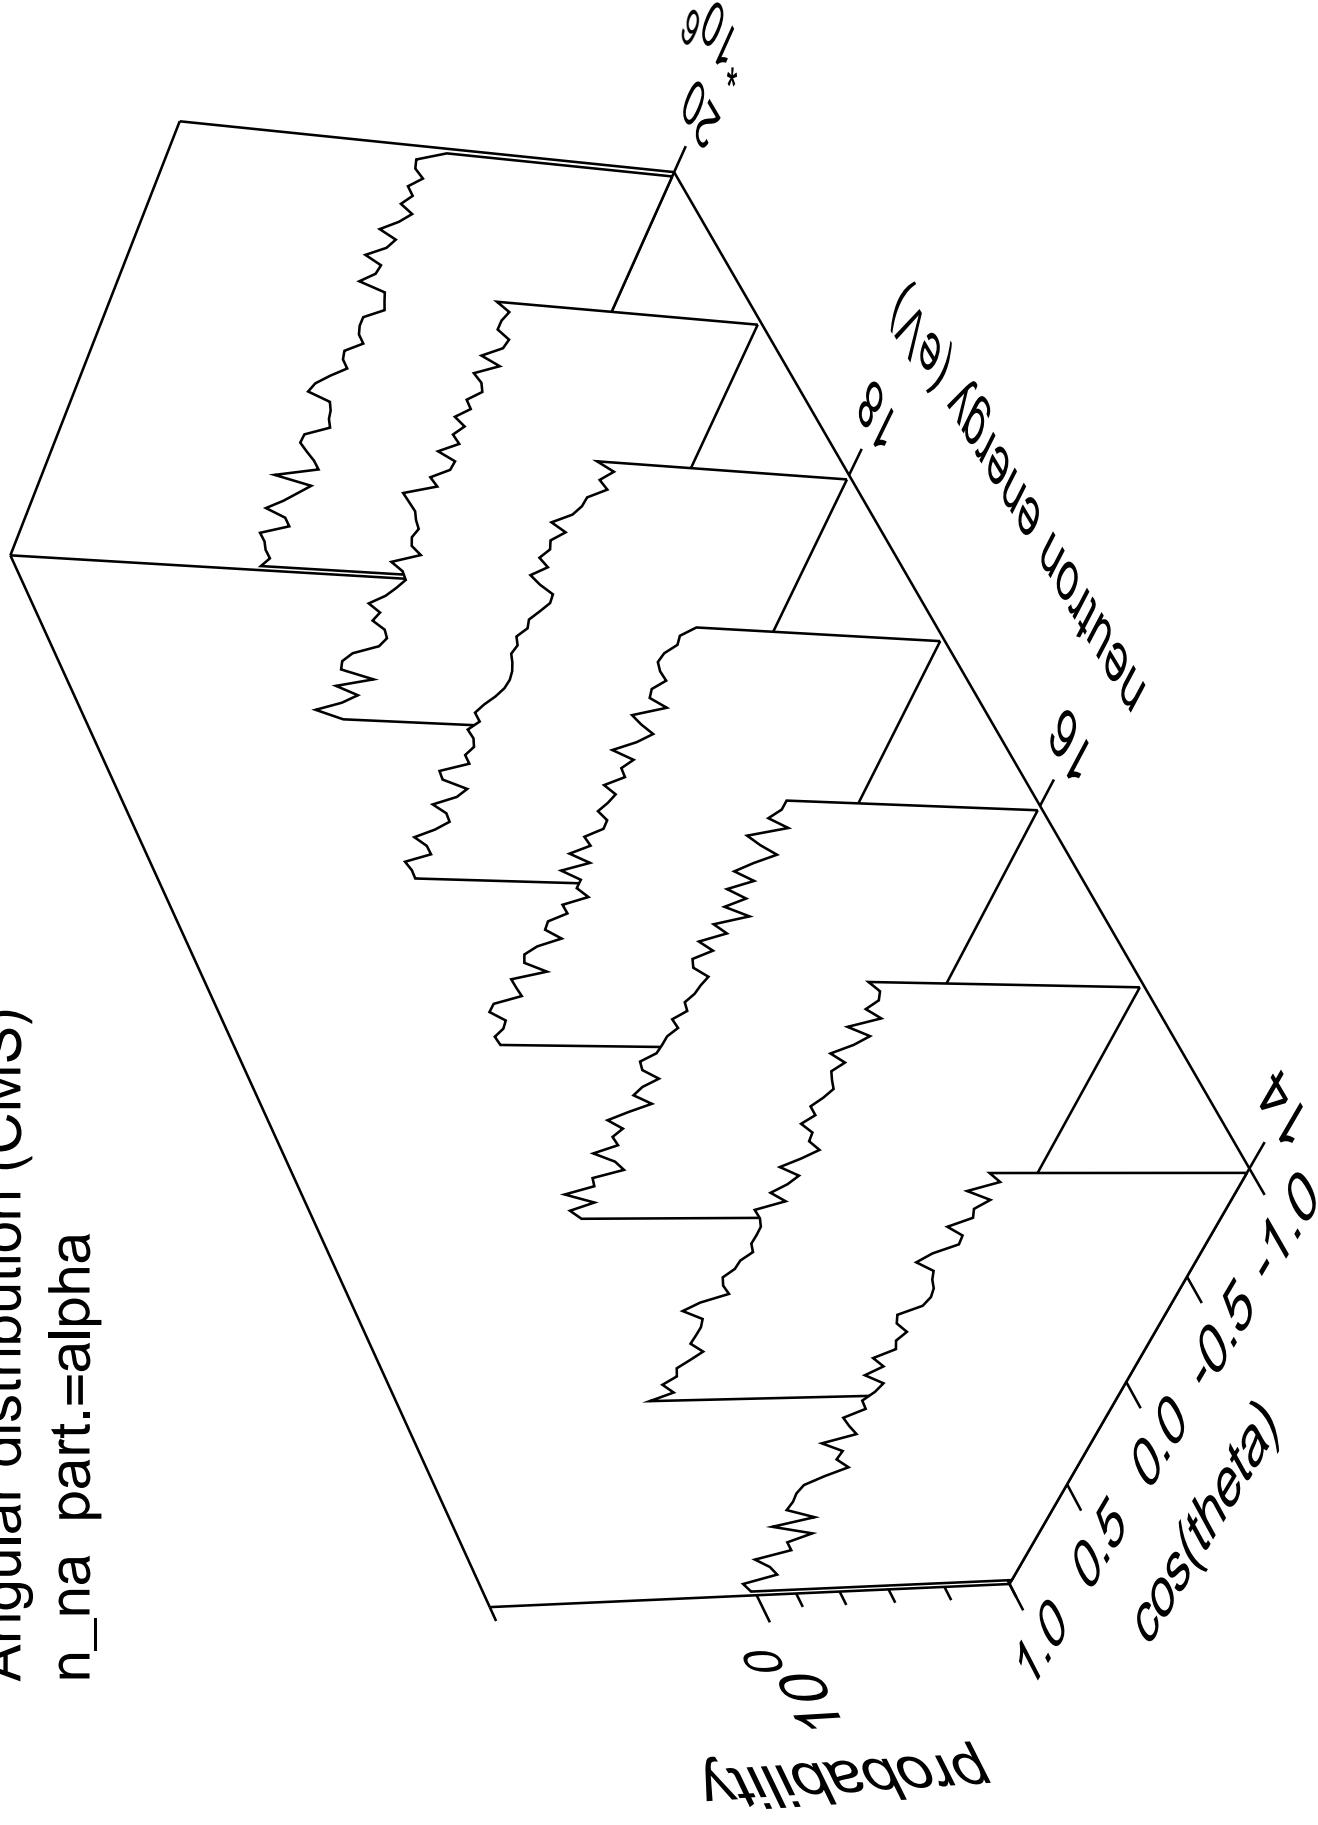 Angular distribution (CMS)
n_na part.=alpha
probability
10^0
1.0 0.5 0.0 -0.5 -1.0
cos(theta)
14 16 18 20
* 10^6
neutron energy (eV)